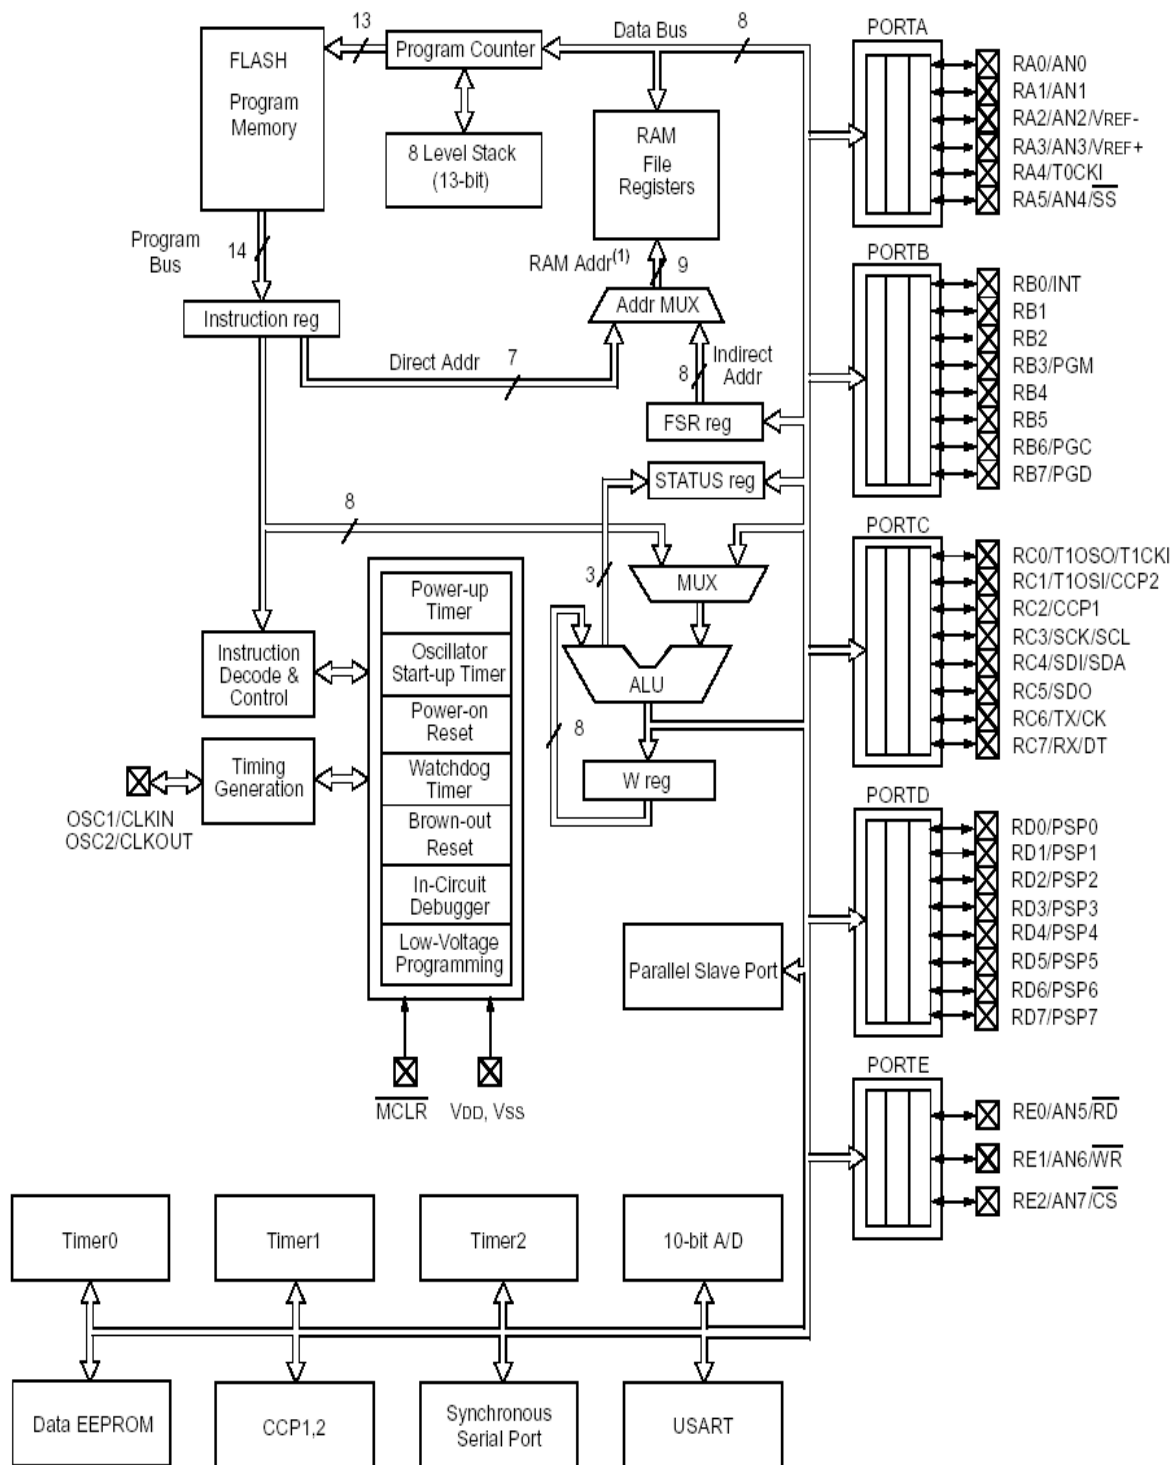 13
Data Bus
8
PORTA
FLASH
Program
Memory
Program Counter
8 Level Stack
(13-bit)
RAM
File
Registers
RA0/AN0
RA1/AN1
RA2/AN2/VREF-
RA3/AN3/VREF+
RA4/T0CKI
RA5/AN4/SS
Program
Bus
14
RAM Addr(1)
9
PORTB
Instruction reg
Addr MUX
Direct Addr
7
8
Indirect
Addr
FSR reg
RB0/INT
RB1
RB2
RB3/PGM
RB4
RB5
RB6/PGC
RB7/PGD
STATUS reg
8
3
MUX
PORTC
RC0/T1OSO/T1CKI
RC1/T1OSI/CCP2
RC2/CCP1
RC3/SCK/SCL
RC4/SDI/SDA
RC5/SDO
RC6/TX/CK
RC7/RX/DT
Power-up
Timer
Instruction
Decode &
Control
Oscillator
Start-up Timer
ALU
Power-on
Reset
8
Timing
Generation
Watchdog
Timer
W reg
OSC1/CLKIN
OSC2/CLKOUT
Brown-out
Reset
In-Circuit
Debugger
Low-Voltage
Programming
PORTD
RD0/PSP0
RD1/PSP1
RD2/PSP2
RD3/PSP3
RD4/PSP4
RD5/PSP5
RD6/PSP6
RD7/PSP7
Parallel Slave Port
MCLR
VDD, VSS
PORTE
RE0/AN5/RD
RE1/AN6/WR
RE2/AN7/CS
Timer0
Timer1
Timer2
10-bit A/D
Data EEPROM
CCP1,2
Synchronous
Serial Port
USART